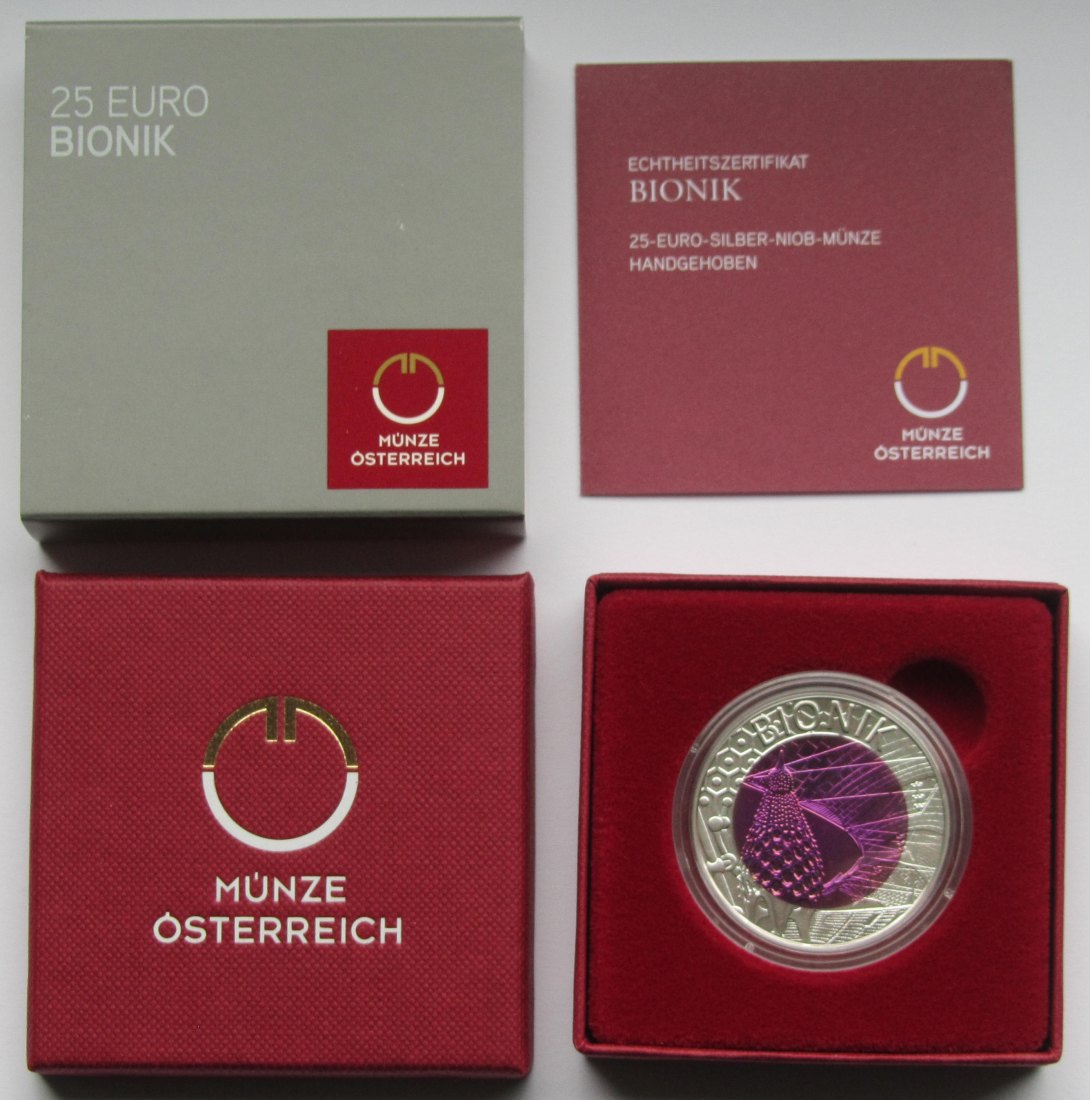 25 EURO
BIONIK
MÜNZE
ÖSTERREICH
ECHTHEITSZERTIFIKAT
BIONIK
25-EURO-SILBER-NIOB-MÜNZE
HANDGEHOBEN
MÜNZE
ÖSTERREICH
MÜNZE
ÖSTERREICH
BIONIK